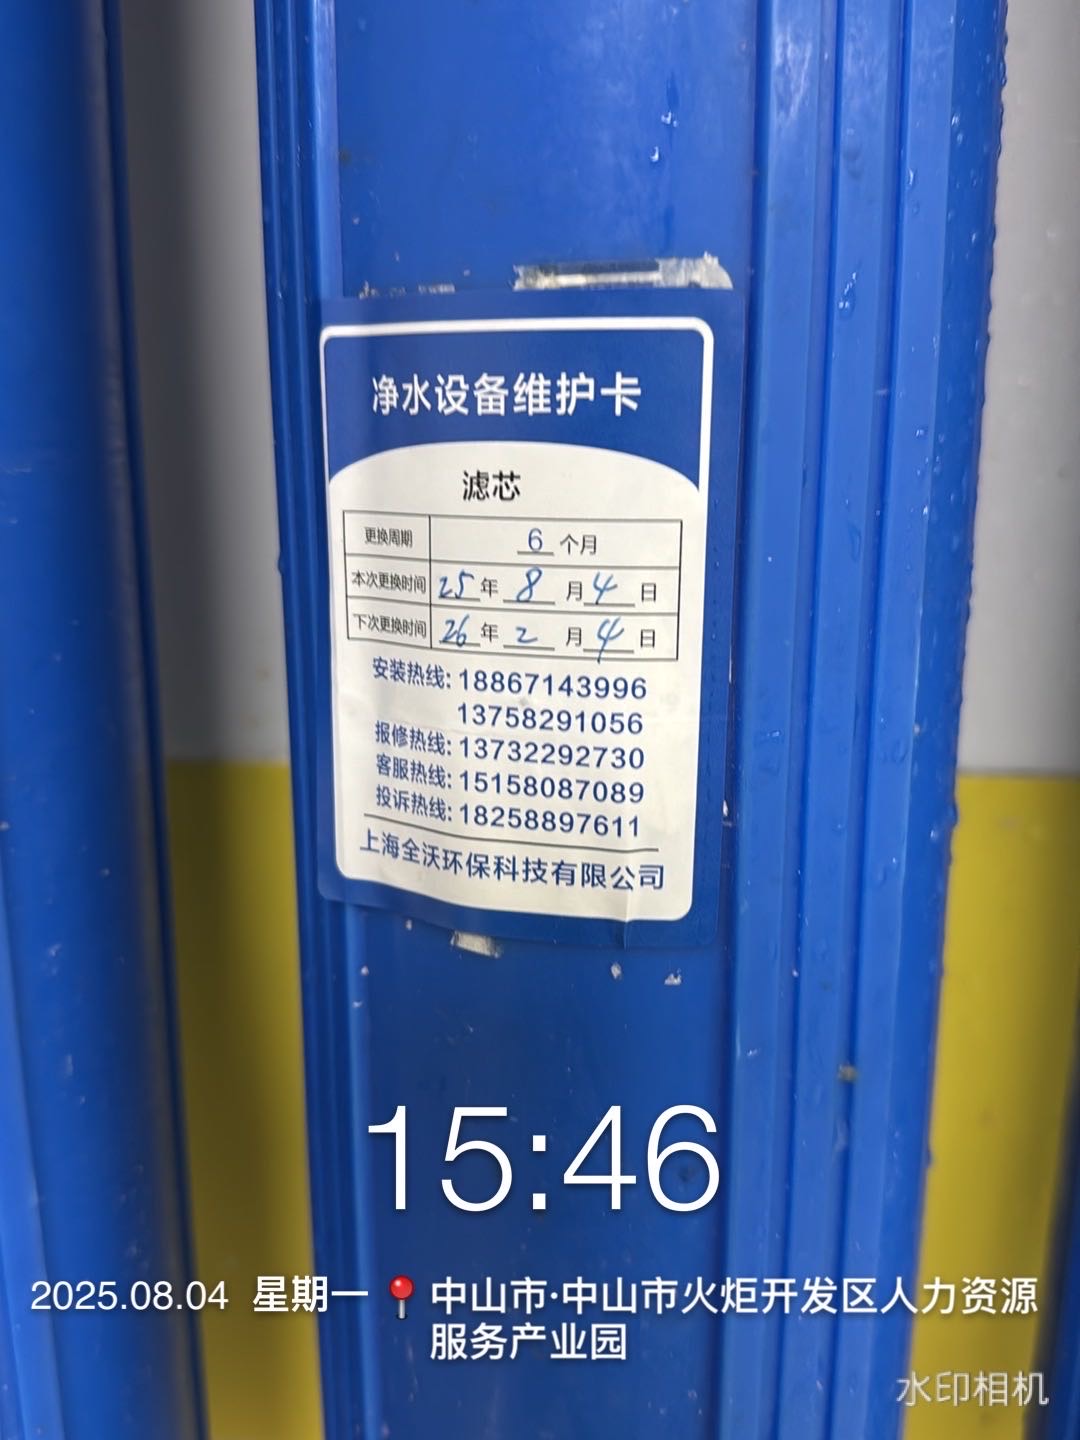 净水设备维护卡
滤芯
更换周期 6 个月
本次更换时间 25年 8 月 4 日
下次更换时间 26年 2 月 4 日
安装热线: 18867143996
13758291056
报修热线: 13732292730
客服热线: 15158087089
投诉热线: 18258897611
上海全沃环保科技有限公司
15:46
2025.08.04 星期一 📍中山市·中山市火炬开发区人力资源
服务产业园
水印相机